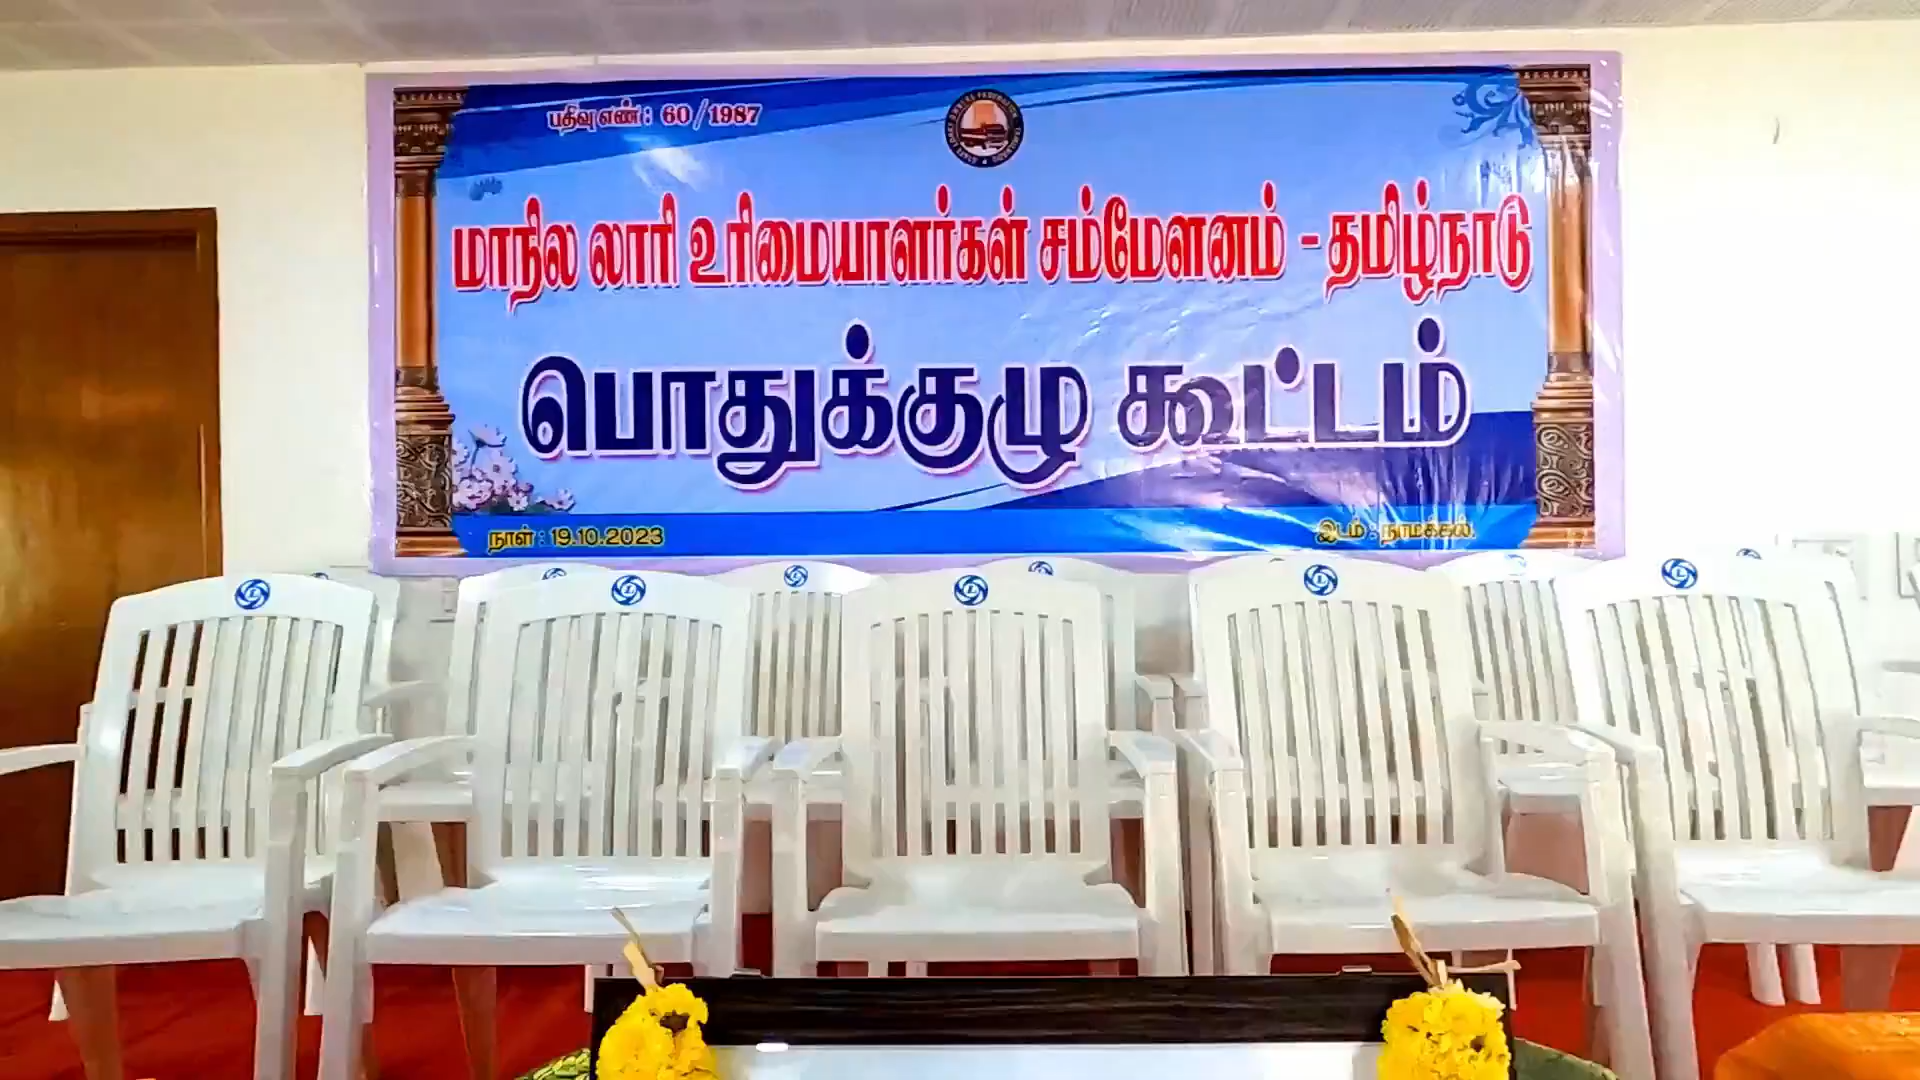 பதிவு எண் : 60 / 1987
மாநில லாரி உரிமையாளர்கள் சம்மேளனம் - தமிழ்நாடு
பொதுக்குழு கூட்டம்
நாள் : 19.10.2023
இடம் : நாமக்கல்.